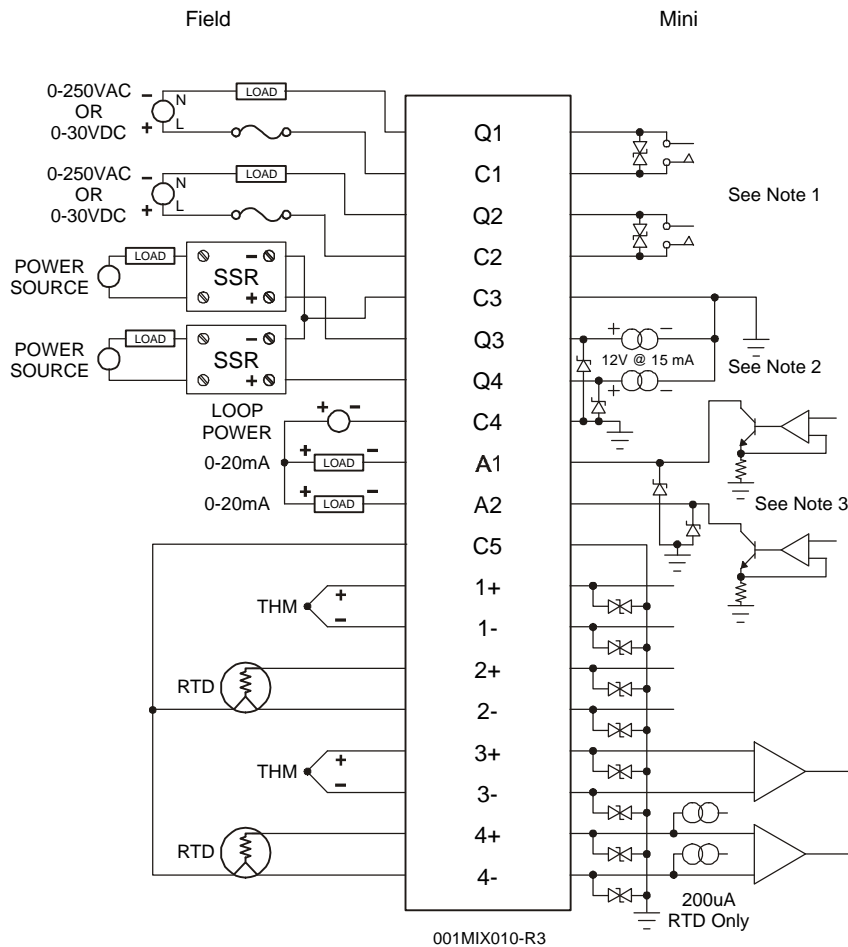 Field
Mini
0-250VAC
OR
0-30VDC
- N
+ L
LOAD
Q1
C1
0-250VAC
OR
0-30VDC
- N
+ L
LOAD
Q2
C2
See Note 1
POWER
SOURCE
LOAD
SSR
-
+
C3
Q3
+ -
12V @ 15 mA
+ -
See Note 2
POWER
SOURCE
LOAD
SSR
-
+
Q4
LOOP
POWER
+ -
C4
0-20mA
+ LOAD -
A1
0-20mA
+ LOAD -
A2
See Note 3
C5
THM
+
-
1+
1-
RTD
2+
2-
THM
+
-
3+
3-
RTD
4+
4-
200uA
RTD Only
001MIX010-R3